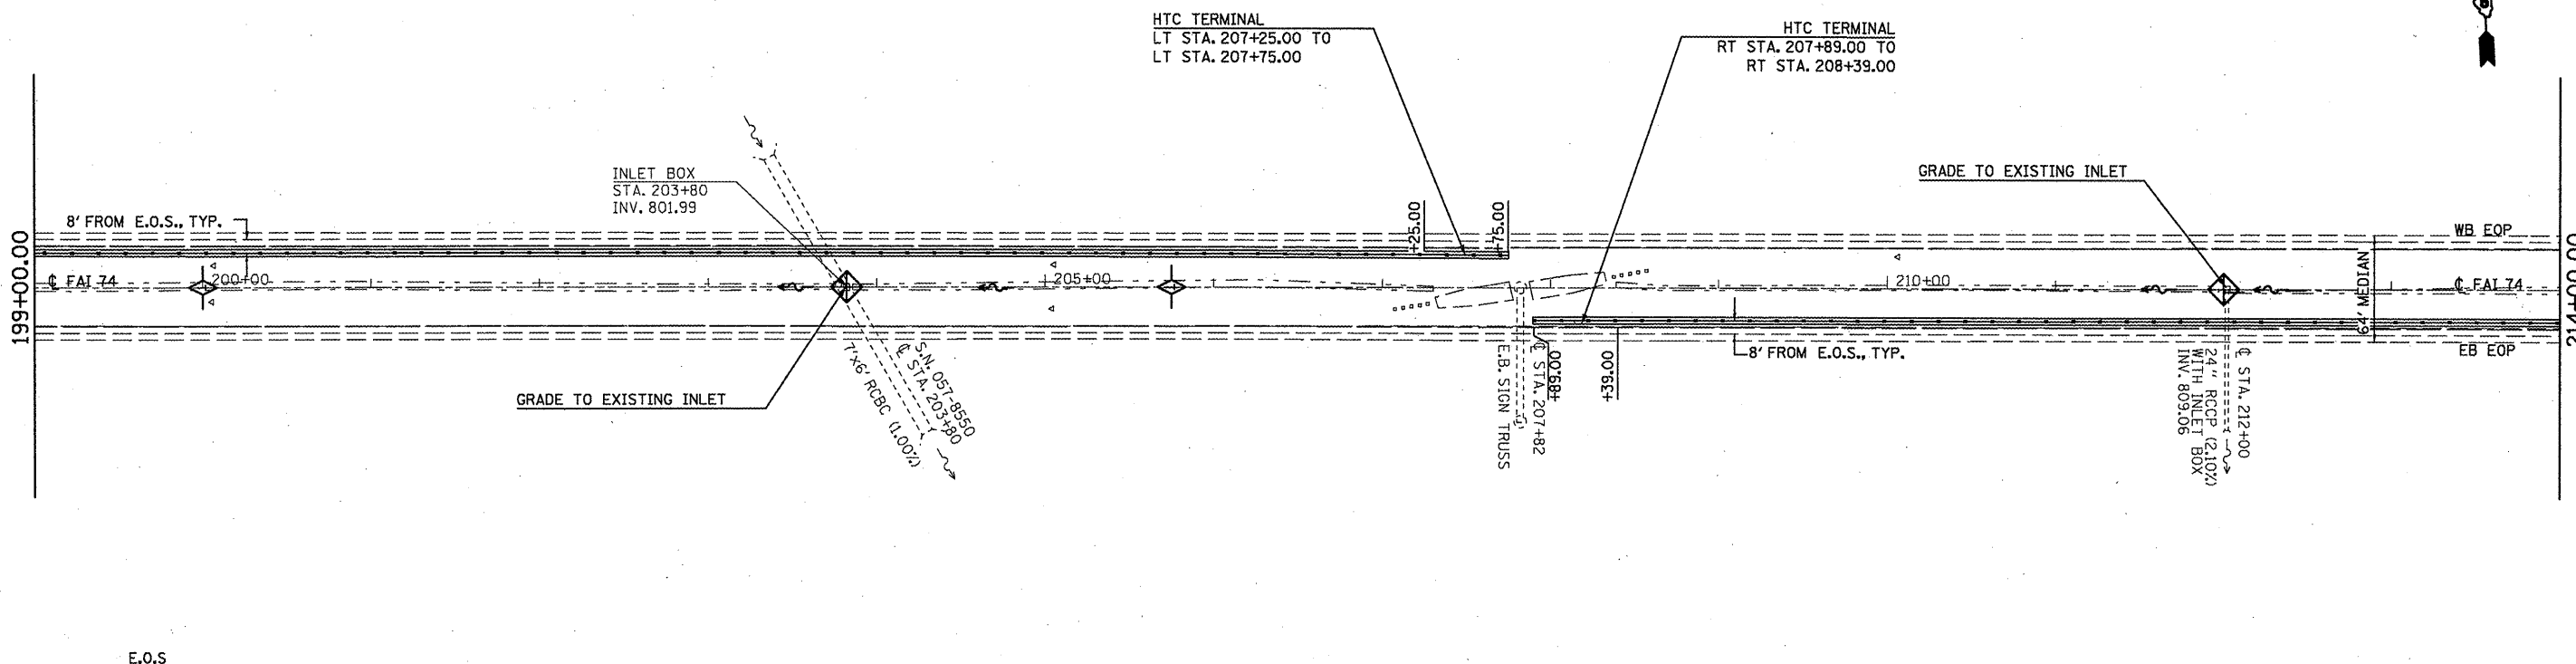 HTC TERMINAL
LT STA. 207+25.00 TO
LT STA. 207+75.00
HTC TERMINAL
RT STA. 207+89.00 TO
RT STA. 208+39.00
INLET BOX
STA. 203+80
INV. 801.99
GRADE TO EXISTING INLET
8' FROM E.O.S., TYP.
+25.00
+75.00
WB EOP
199+00.00
℄ FAI 74
200+00
205+00
210+00
64' MEDIAN
℄ FAI 74
214+00.00
8' FROM E.O.S., TYP.
EB EOP
GRADE TO EXISTING INLET
S.N. 057-8550
℄ STA. 203+80
7'x6' RCBC (1.00%)
E.B. SIGN TRUSS
℄ STA. 207+82
+89.00
+39.00
℄ STA. 212+00
24" RCCP (2.10%)
WITH INLET BOX
INV. 809.06
E.O.S